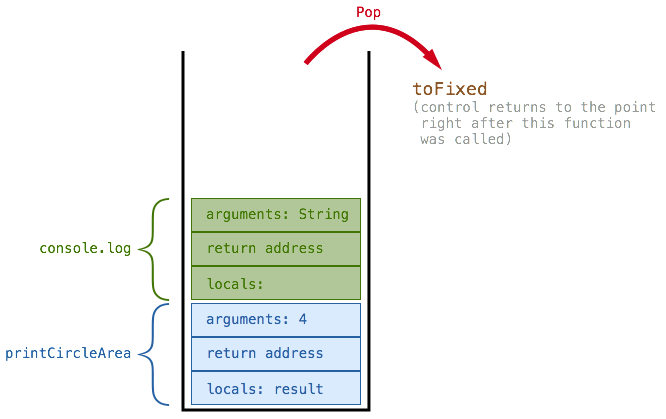 Pop
toFixed
(control returns to the point
right after this function
was called)
console.log
arguments: String
return address
locals:
printCircleArea
arguments: 4
return address
locals: result